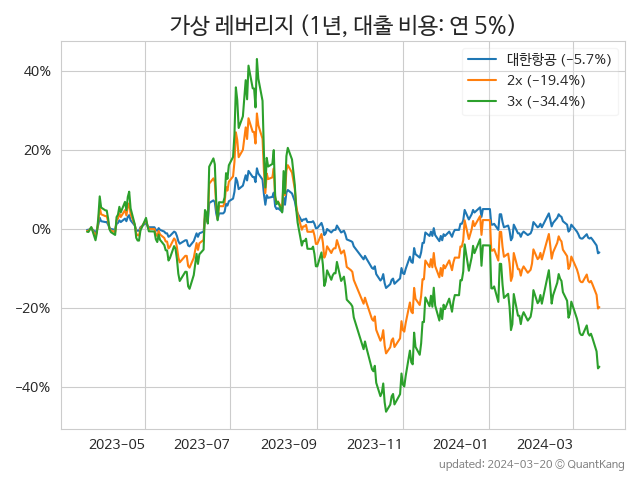 가상 레버리지 (1년, 대출 비용: 연 5%)
대한항공 (−5.7%)
2x (−19.4%)
3x (−34.4%)
40%
20%
0%
−20%
−40%
2023-05 2023-07 2023-09 2023-11 2024-01 2024-03
updated: 2024-03-20 © QuantKang